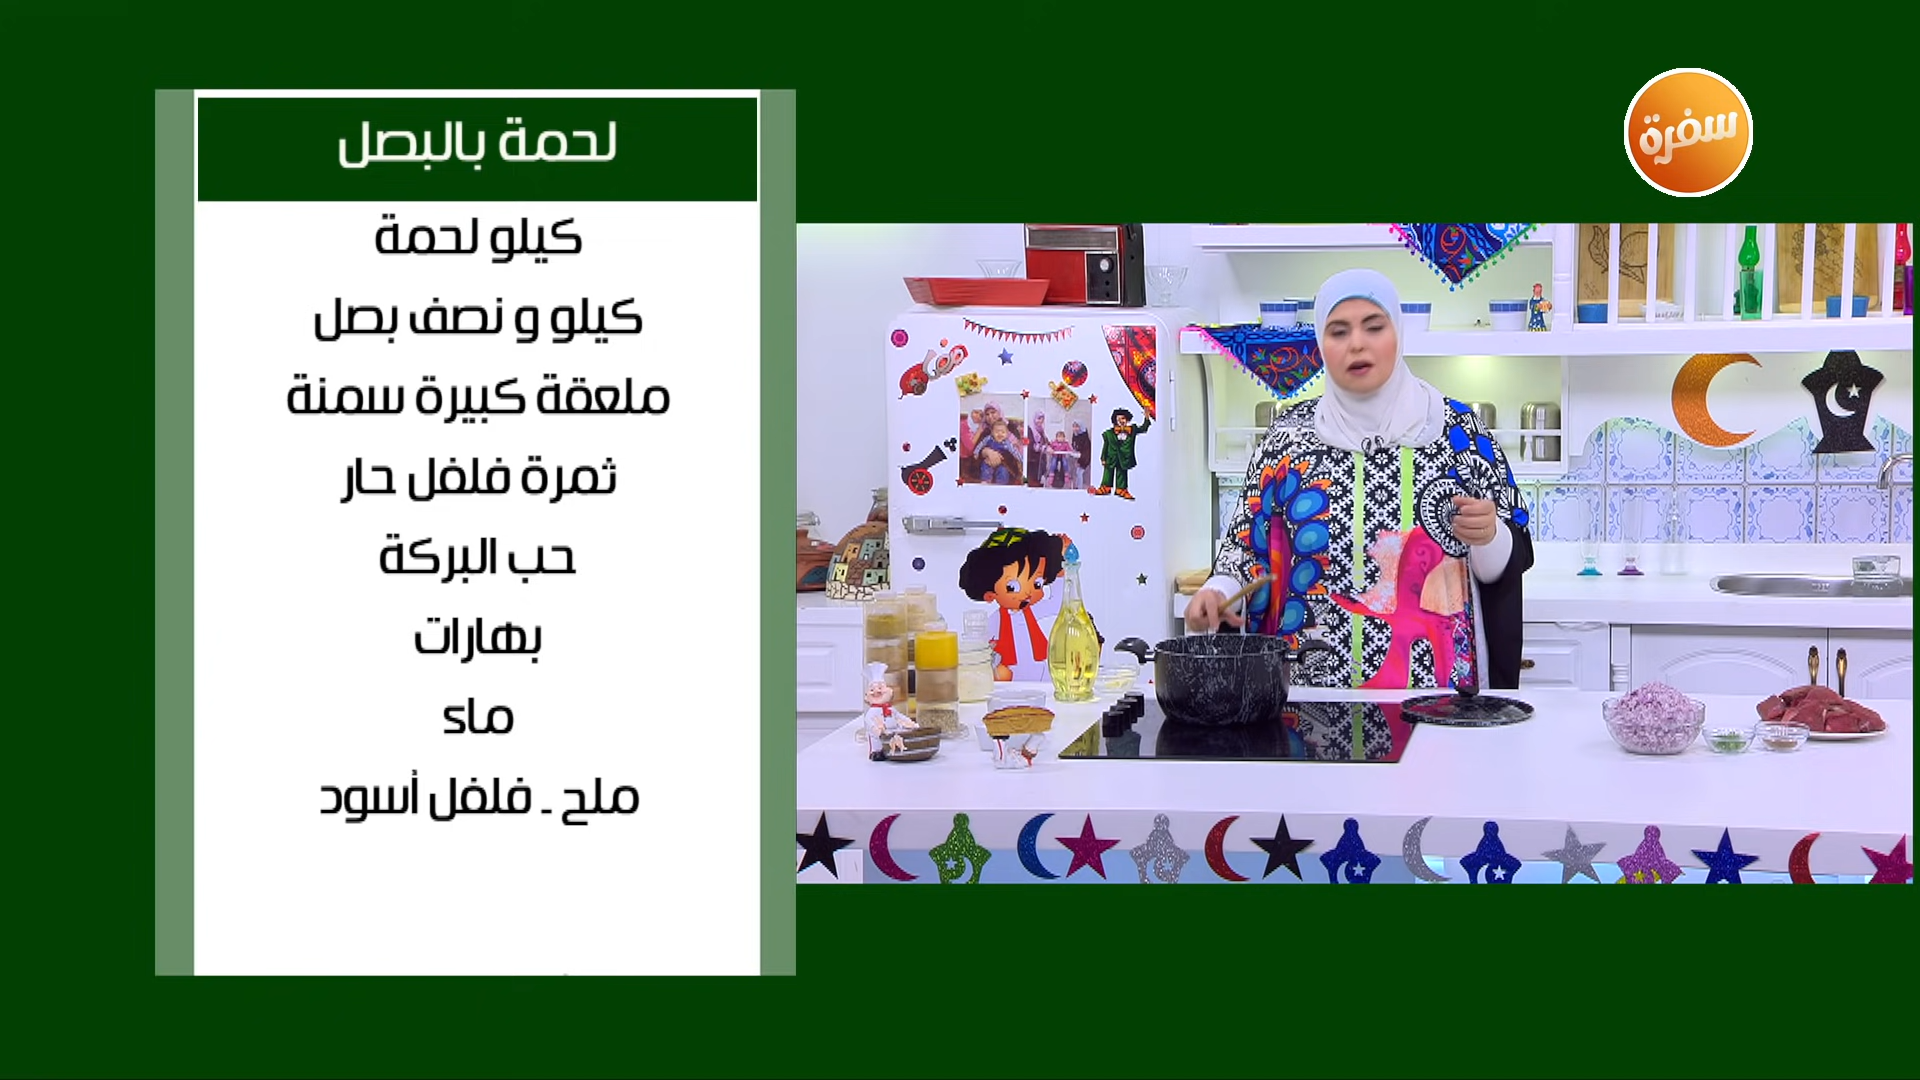 لحمة بالبصل
كيلو لحمة
كيلو و نصف بصل
ملعقة كبيرة سمنة
ثمرة فلفل حار
حب البركة
بهارات
ماء
ملح - فلفل أسود
سفرة